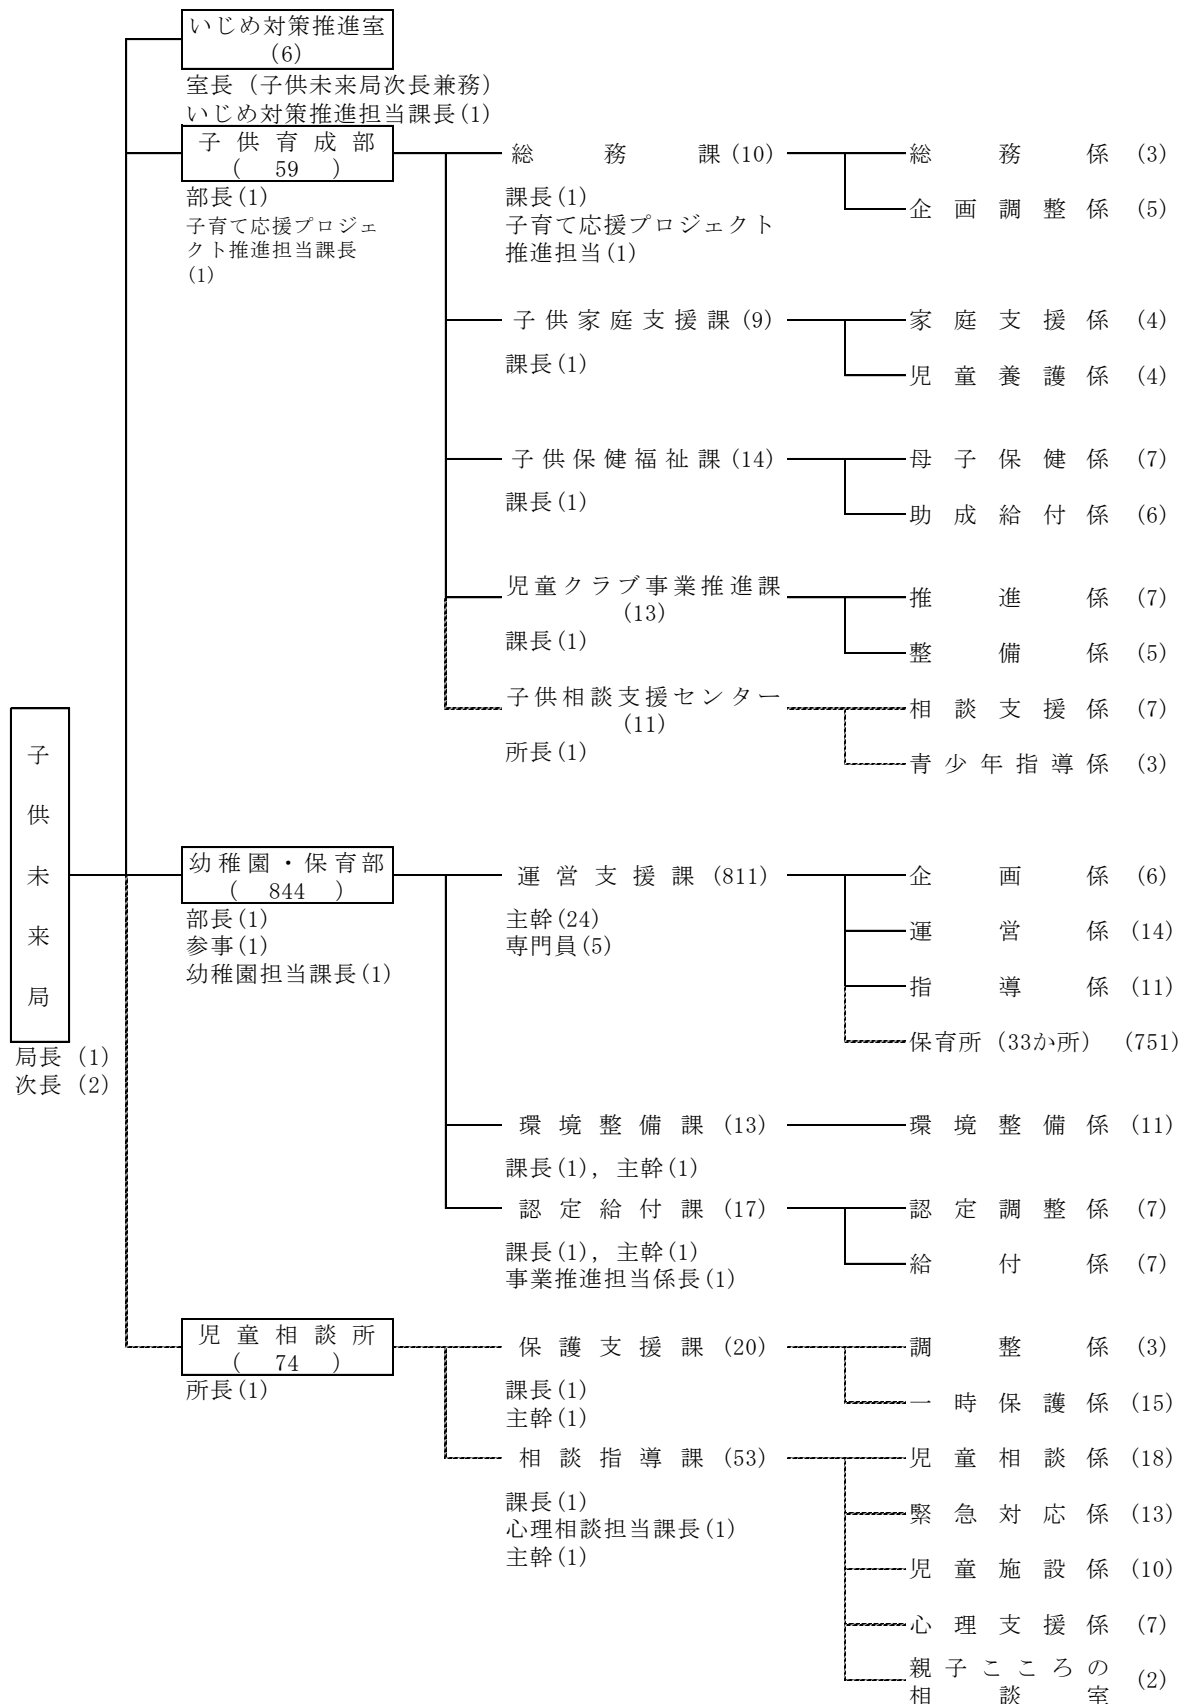 いじめ対策推進室
(6)
室長（子供未来局次長兼務）
いじめ対策推進担当課長(1)
子供育成部
( 59 )
部長(1)
子育て応援プロジェ
クト推進担当課長
(1)
総務課(10)
課長(1)
子育て応援プロジェクト
推進担当(1)
総務係 (3)
企画調整係 (5)
子供家庭支援課(9)
課長(1)
家庭支援係 (4)
児童養護係 (4)
子供保健福祉課(14)
課長(1)
母子保健係 (7)
助成給付係 (6)
児童クラブ事業推進課
(13)
課長(1)
推進係 (7)
整備係 (5)
子供相談支援センター
(11)
所長(1)
相談支援係 (7)
青少年指導係 (3)
子供未来局
局長 (1)
次長 (2)
幼稚園・保育部
( 844 )
部長(1)
参事(1)
幼稚園担当課長(1)
運営支援課 (811)
主幹(24)
専門員(5)
企画係 (6)
運営係 (14)
指導係 (11)
保育所（33か所） (751)
環境整備課 (13)
課長(1), 主幹(1)
環境整備係 (11)
認定給付課 (17)
課長(1), 主幹(1)
事業推進担当係長(1)
認定調整係 (7)
給付係 (7)
児童相談所
( 74 )
所長(1)
保護支援課 (20)
課長(1)
主幹(1)
調整係 (3)
一時保護係 (15)
相談指導課 (53)
課長(1)
心理相談担当課長(1)
主幹(1)
児童相談係 (18)
緊急対応係 (13)
児童施設係 (10)
心理支援係 (7)
親子こころの
相談室 (2)